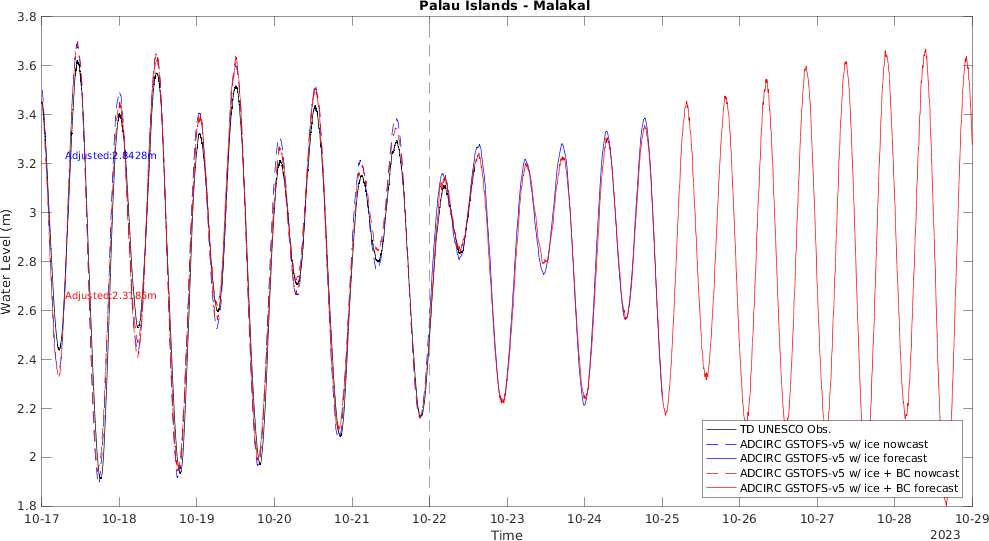 Palau Islands - Malakal
3.8
3.6
3.4
3.2
3
2.8
2.6
2.4
2.2
2
1.8
Water Level (m)
Adjusted:2.8428m
Adjusted:2.3186m
TD UNESCO Obs.
ADCIRC GSTOFS-v5 w/ ice nowcast
ADCIRC GSTOFS-v5 w/ ice forecast
ADCIRC GSTOFS-v5 w/ ice + BC nowcast
ADCIRC GSTOFS-v5 w/ ice + BC forecast
10-17 10-18 10-19 10-20 10-21 10-22 10-23 10-24 10-25 10-26 10-27 10-28 10-29
Time
2023